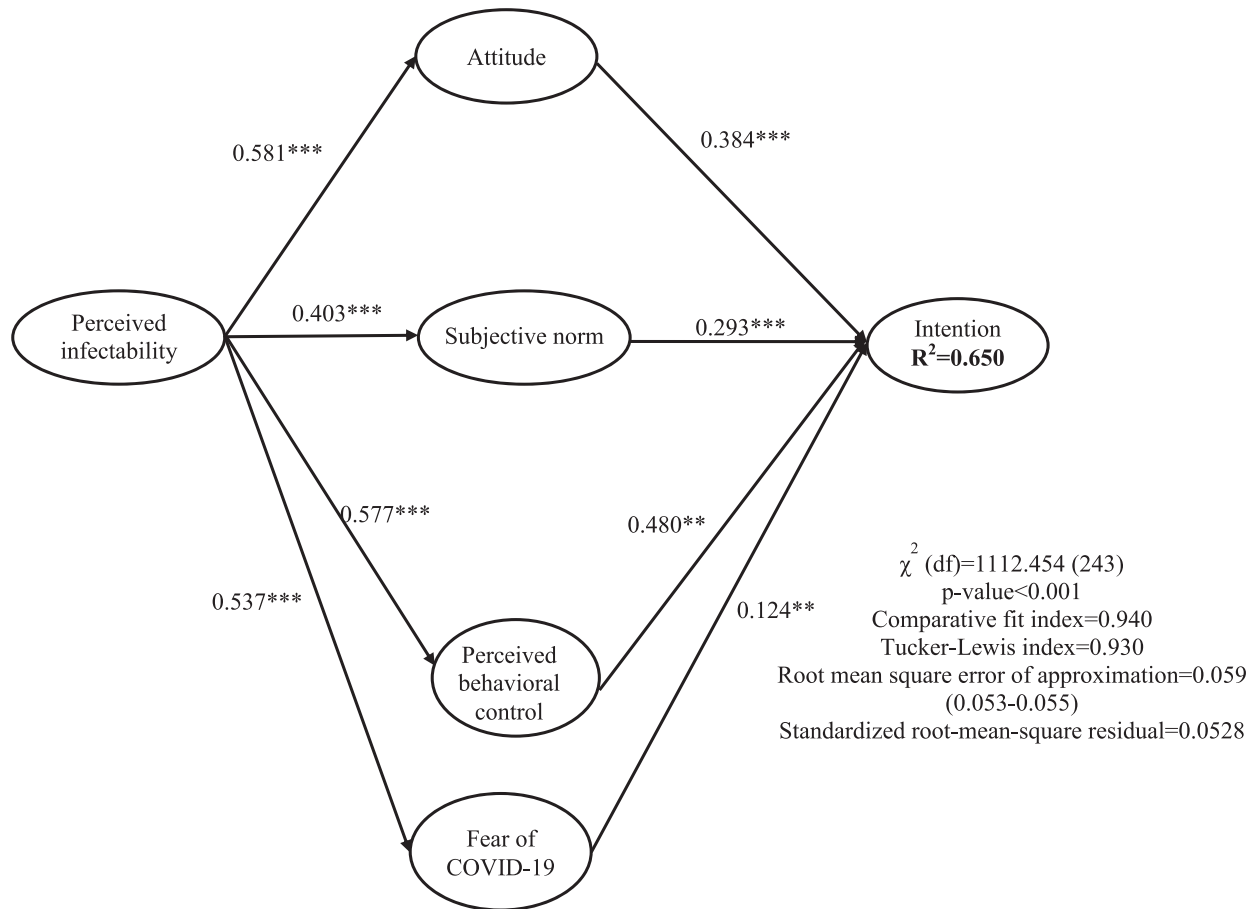 Attitude
0.581***
0.384***
Perceived
infectability
0.403***
Subjective norm
0.293***
Intention
R²=0.650
0.577***
0.480**
0.537***
0.124**
χ² (df)=1112.454 (243)
p-value<0.001
Comparative fit index=0.940
Tucker-Lewis index=0.930
Root mean square error of approximation=0.059
(0.053-0.055)
Standardized root-mean-square residual=0.0528
Perceived
behavioral
control
Fear of
COVID-19